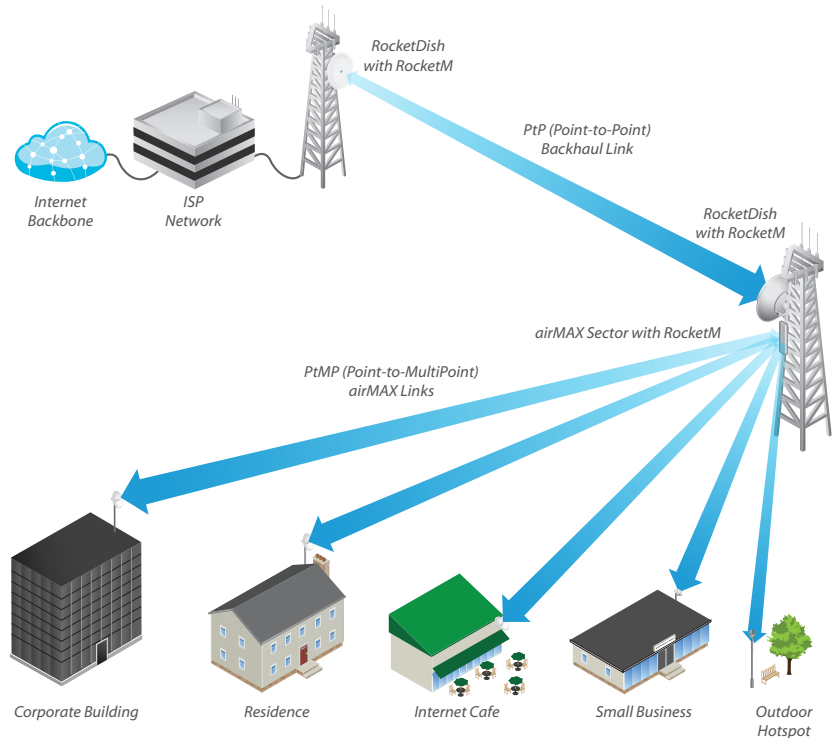 RocketDish
with RocketM
PtP (Point-to-Point)
Backhaul Link
Internet
Backbone
ISP
Network
RocketDish
with RocketM
airMAX Sector with RocketM
PtMP (Point-to-MultiPoint)
airMAX Links
Corporate Building
Residence
Internet Cafe
Small Business
Outdoor
Hotspot